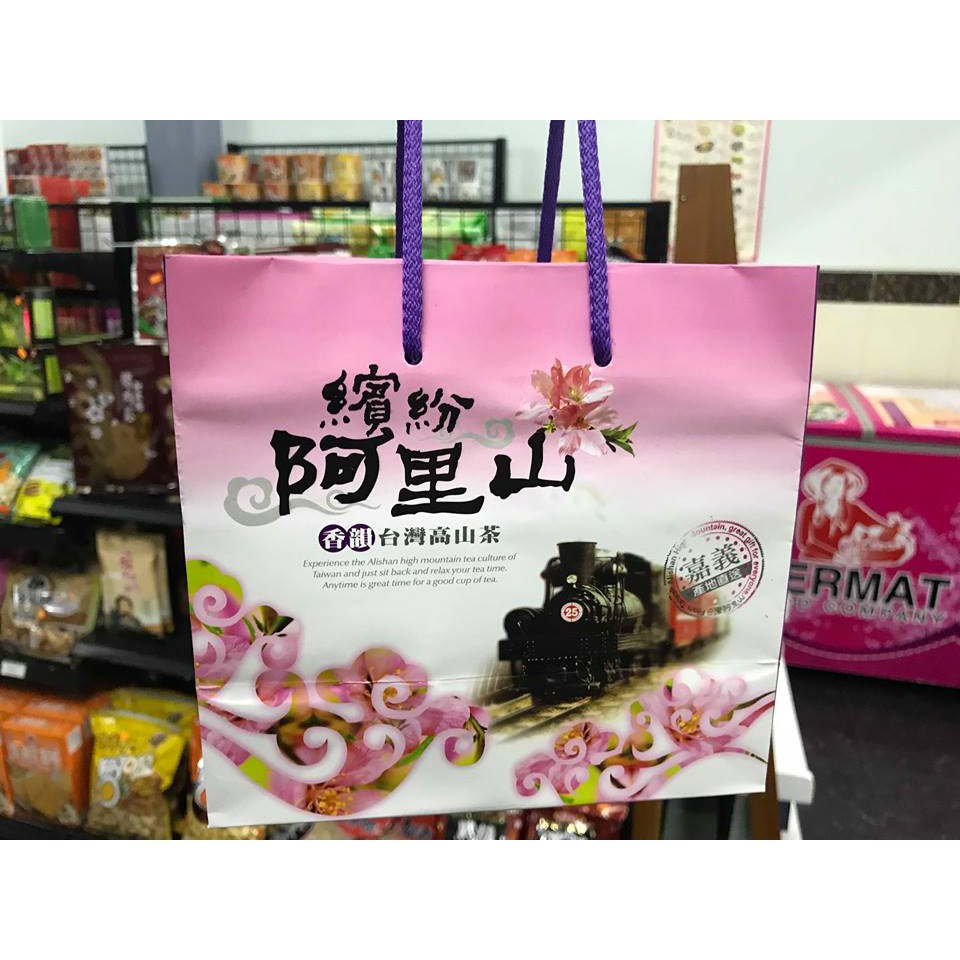 繽紛
阿里山
香韻台灣高山茶
Experience the Alishan high mountain tea culture of
Taiwan and just sit back and relax your tea time.
Anytime is great time for a good cup of tea.
嘉義
產地直送
25
ERMAT
COMPANY